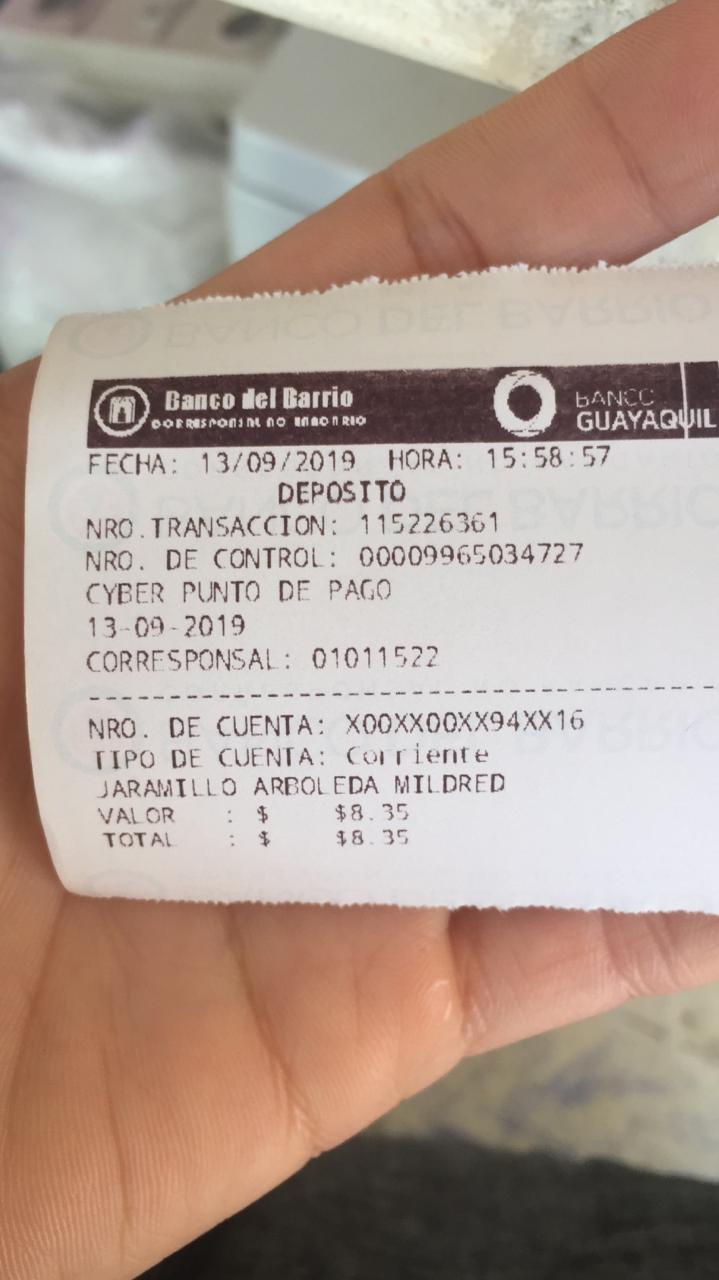 Banco del Barrio
CORRESPONSAL NO BANCARIO
BANCO
GUAYAQUIL
FECHA: 13/09/2019 HORA: 15:58:57
DEPOSITO
NRO.TRANSACCION: 115226361
NRO. DE CONTROL: 00009965034727
CYBER PUNTO DE PAGO
13-09-2019
CORRESPONSAL: 01011522
NRO. DE CUENTA: X00XX00XX94XX16
TIPO DE CUENTA: Corriente
JARAMILLO ARBOLEDA MILDRED
VALOR : $ $8.35
TOTAL : $ $8.35
BANCO DEL BARRIO